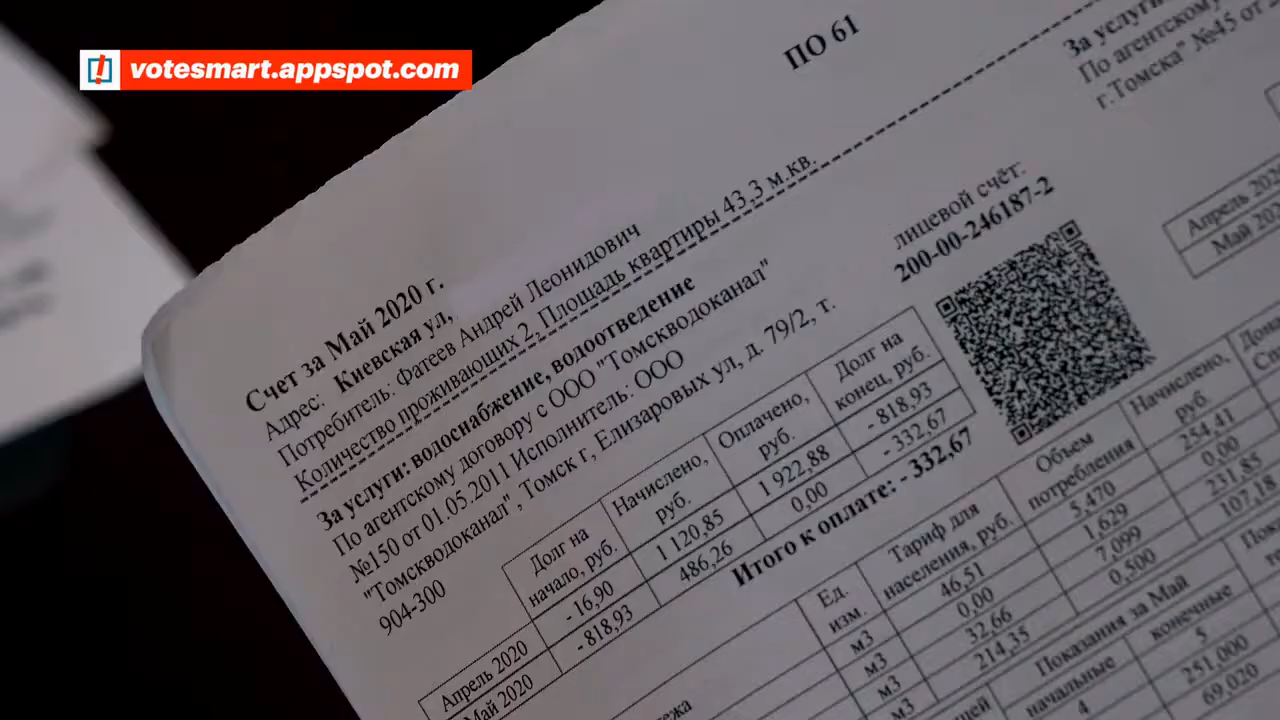 votesmart.appspot.com
ПО 61
За услуги:
По агентскому
г.Томска" №45 от
Счет за Май 2020 г.
Адрес: Киевская ул,
Потребитель: Фатеев Андрей Леонидович
Количество проживающих 2, Площадь квартиры 43,3 м.кв.
лицевой счёт:
200-00-246187-2
За услуги: водоснабжение, водоотведение
По агентскому договору с ООО "Томскводоканал"
№150 от 01.05.2011 Исполнитель: ООО
"Томскводоканал", Томск г, Елизаровых ул, д. 79/2, т.
904-300
Долг на начало, руб. Начислено, руб. Оплачено, руб. Долг на конец, руб.
Апрель 2020 - 16,90 1 120,85 1 922,88 - 818,93
Май 2020 - 818,93 486,26 0,00 - 332,67
Итого к оплате: - 332,67
Апрель 2020
Май
Ед. изм. Тариф для населения, руб. Объем потребления Начислено, руб.
м3 46,51 5,470 254,41
м3 0,00 1,629 0,00
м3 32,66 7,099 231,85
м3 214,35 0,500 107,18
Показания за Май
начальные конечные
4 5
251,000
69,020